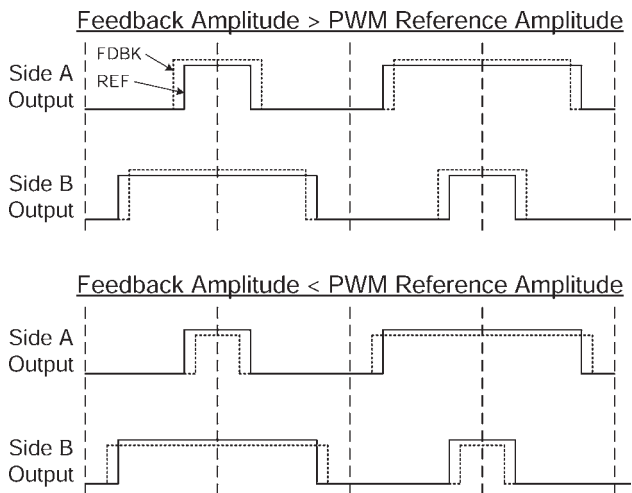 Feedback Amplitude > PWM Reference Amplitude
FDBK
REF
Side A
Output
Side B
Output
Feedback Amplitude < PWM Reference Amplitude
Side A
Output
Side B
Output